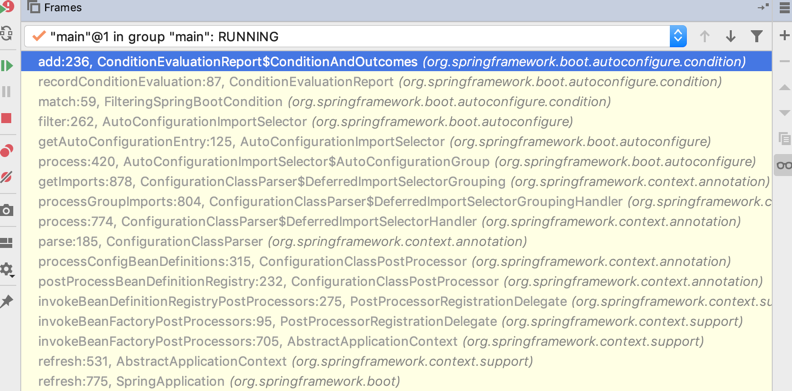 Frames
"main"@1 in group "main": RUNNING
add:236, ConditionEvaluationReport$ConditionAndOutcomes (org.springframework.boot.autoconfigure.condition)
recordConditionEvaluation:87, ConditionEvaluationReport (org.springframework.boot.autoconfigure.condition)
match:59, FilteringSpringBootCondition (org.springframework.boot.autoconfigure.condition)
filter:262, AutoConfigurationImportSelector (org.springframework.boot.autoconfigure)
getAutoConfigurationEntry:125, AutoConfigurationImportSelector (org.springframework.boot.autoconfigure)
process:420, AutoConfigurationImportSelector$AutoConfigurationGroup (org.springframework.boot.autoconfigure)
getImports:878, ConfigurationClassParser$DeferredImportSelectorGrouping (org.springframework.context.annotation)
processGroupImports:804, ConfigurationClassParser$DeferredImportSelectorGroupingHandler (org.springframework.c
process:774, ConfigurationClassParser$DeferredImportSelectorHandler (org.springframework.context.annotation)
parse:185, ConfigurationClassParser (org.springframework.context.annotation)
processConfigBeanDefinitions:315, ConfigurationClassPostProcessor (org.springframework.context.annotation)
postProcessBeanDefinitionRegistry:232, ConfigurationClassPostProcessor (org.springframework.context.annotation)
invokeBeanDefinitionRegistryPostProcessors:275, PostProcessorRegistrationDelegate (org.springframework.context.su
invokeBeanFactoryPostProcessors:95, PostProcessorRegistrationDelegate (org.springframework.context.support)
invokeBeanFactoryPostProcessors:705, AbstractApplicationContext (org.springframework.context.support)
refresh:531, AbstractApplicationContext (org.springframework.context.support)
refresh:775, SpringApplication (org.springframework.boot)